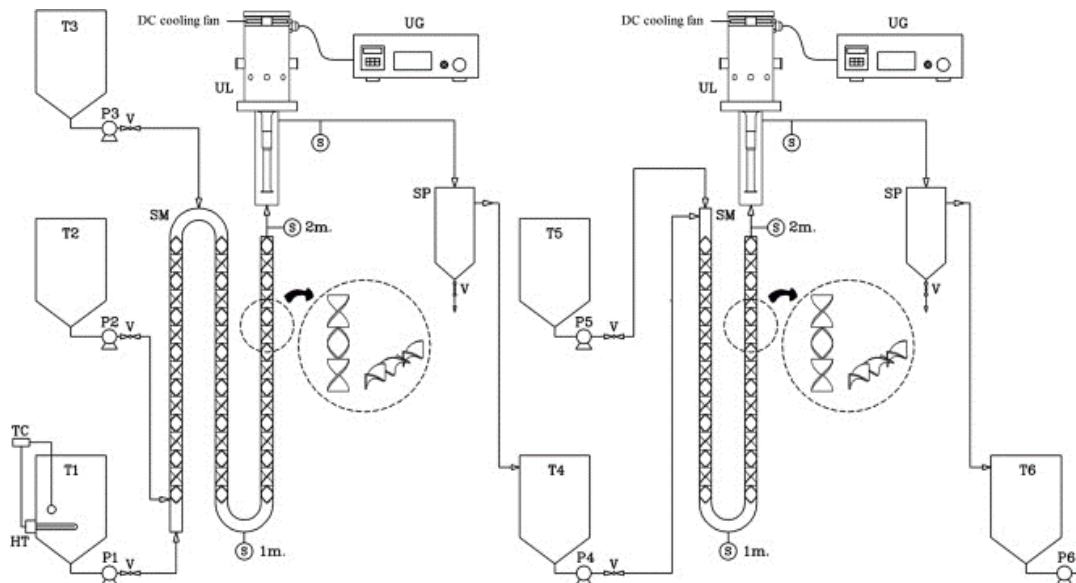 T3
DC cooling fan
UG
DC cooling fan
UG
UL
UL
P3
V
S
S
SP
SP
SM
SM
T2
S 2m.
T5
S 2m.
V
V
P2
V
P5
V
TC
T1
T4
T6
HT
P1
V
S 1m.
P4
V
S 1m.
P6